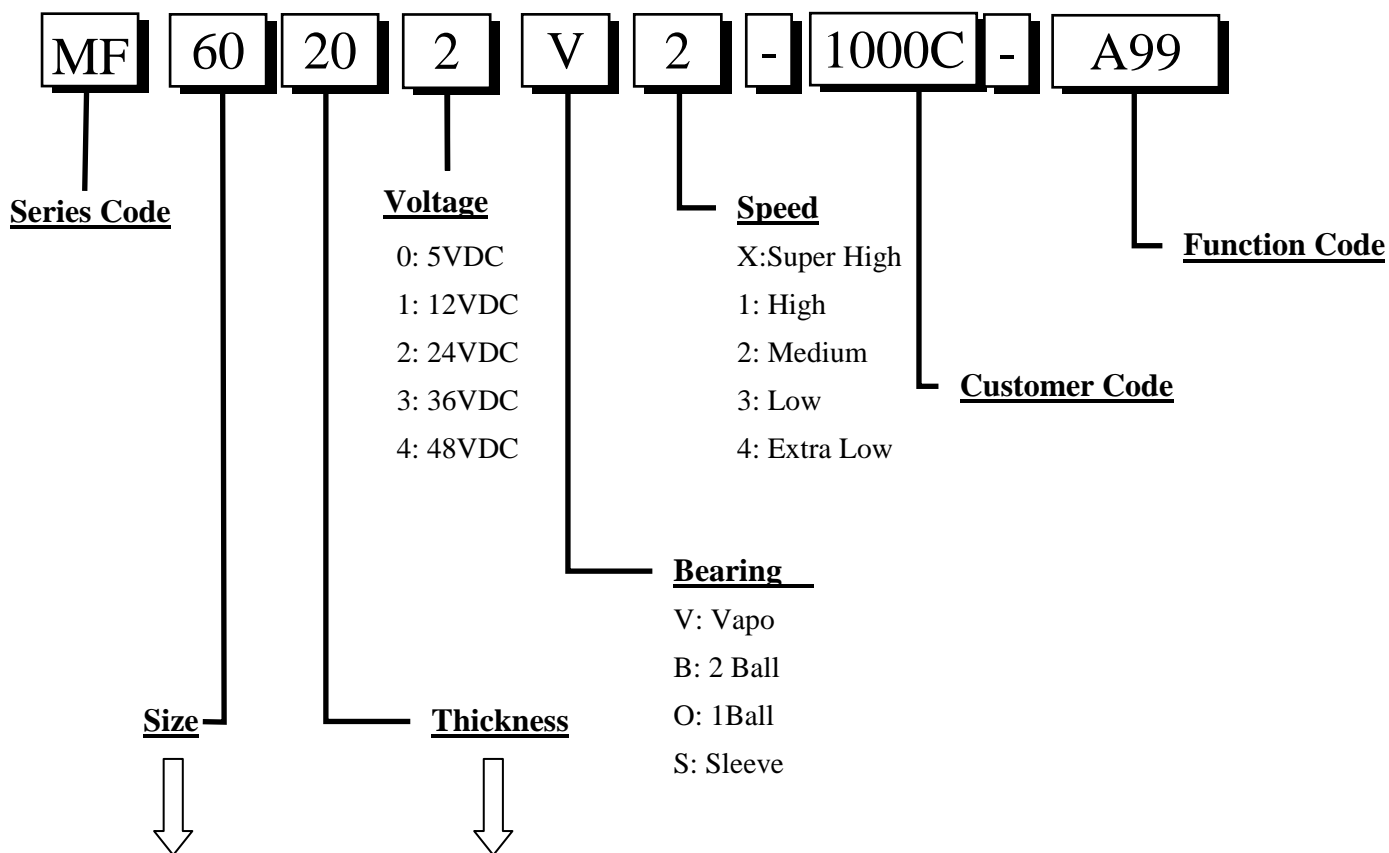 MF 60 20 2 V 2 - 1000C - A99
Series Code
Voltage
0: 5VDC
1: 12VDC
2: 24VDC
3: 36VDC
4: 48VDC
Speed
X:Super High
1: High
2: Medium
3: Low
4: Extra Low
Function Code
Customer Code
Bearing
V: Vapo
B: 2 Ball
O: 1Ball
S: Sleeve
Size
Thickness